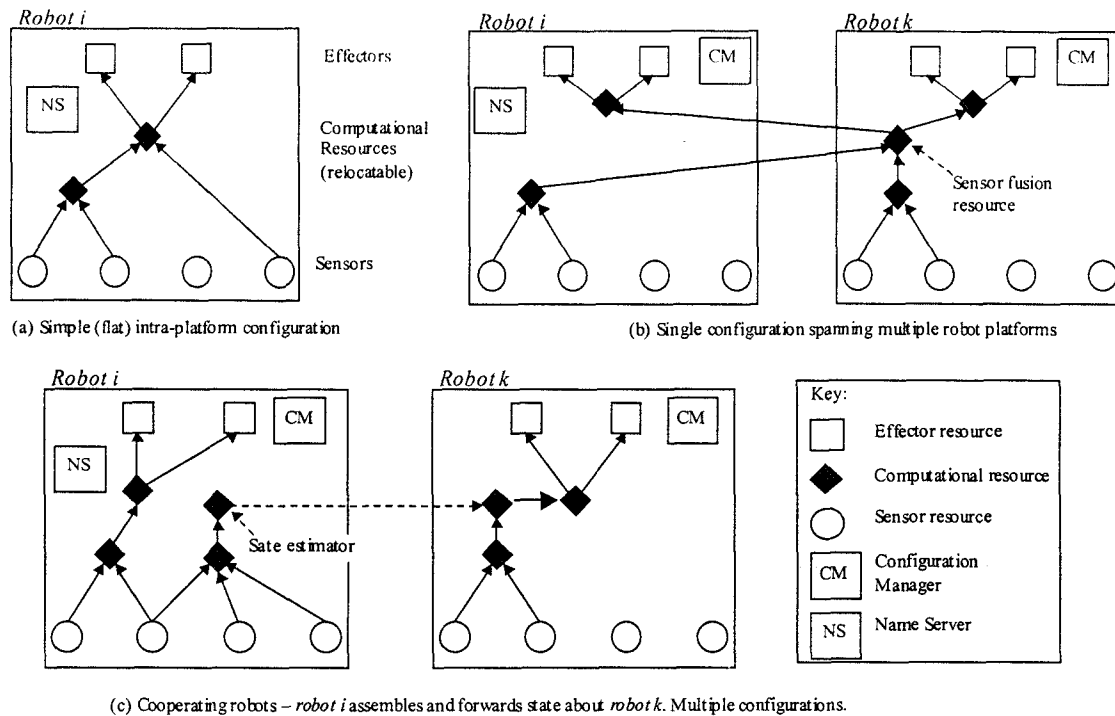 Robot i
Effectors
NS
Computational
Resources
(relocatable)
Sensors
(a) Simple (flat) intra-platform configuration
Robot i
CM
NS
Robot k
CM
Sensor fusion
resource
(b) Single configuration spanning multiple robot platforms
Robot i
CM
NS
Sate estimator
Robot k
CM
Key:
Effector resource
Computational resource
Sensor resource
CM
Configuration
Manager
NS
Name Server
(c) Cooperating robots – robot i assembles and forwards state about robot k. Multiple configurations.